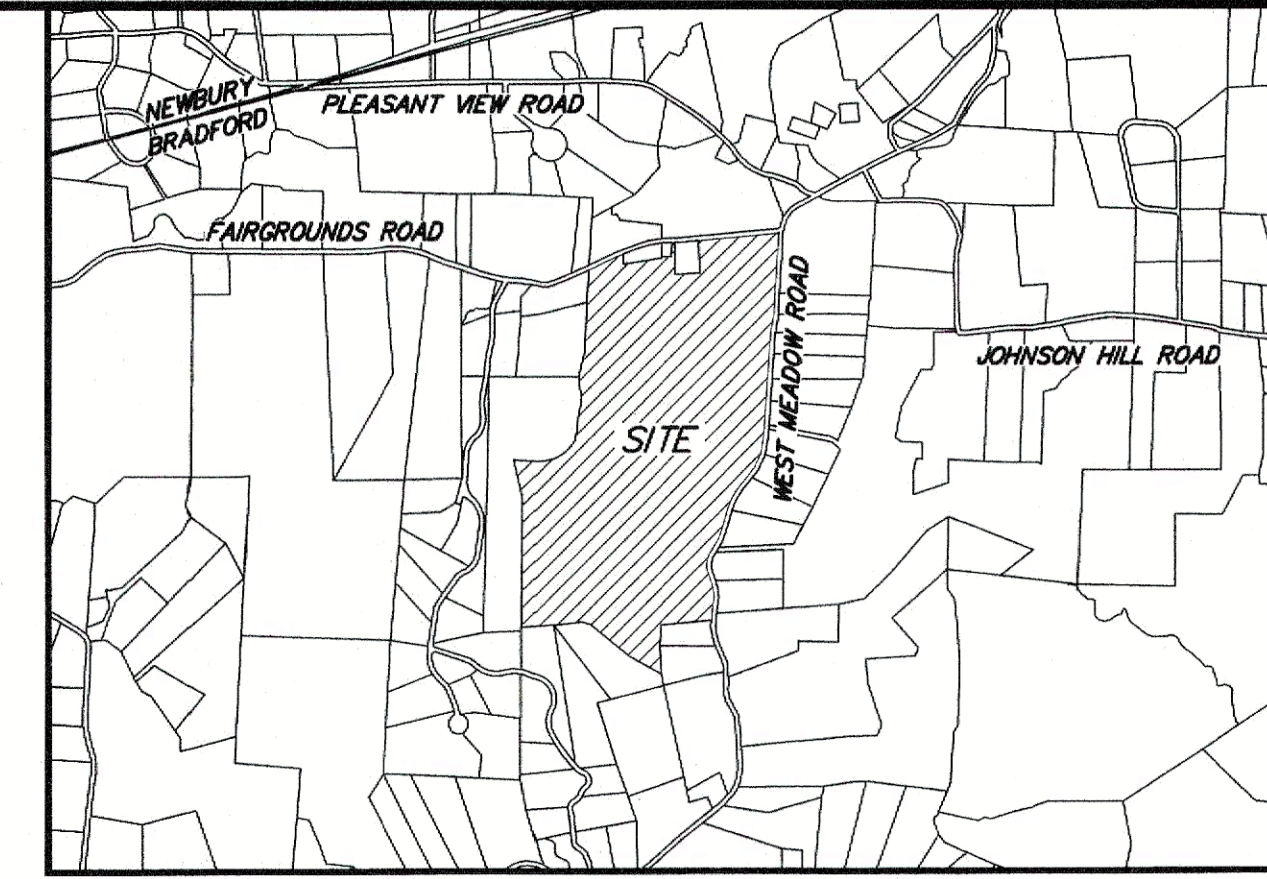 NEWBURY
BRADFORD
PLEASANT VIEW ROAD
FAIRGROUNDS ROAD
WEST MEADOW ROAD
JOHNSON HILL ROAD
SITE